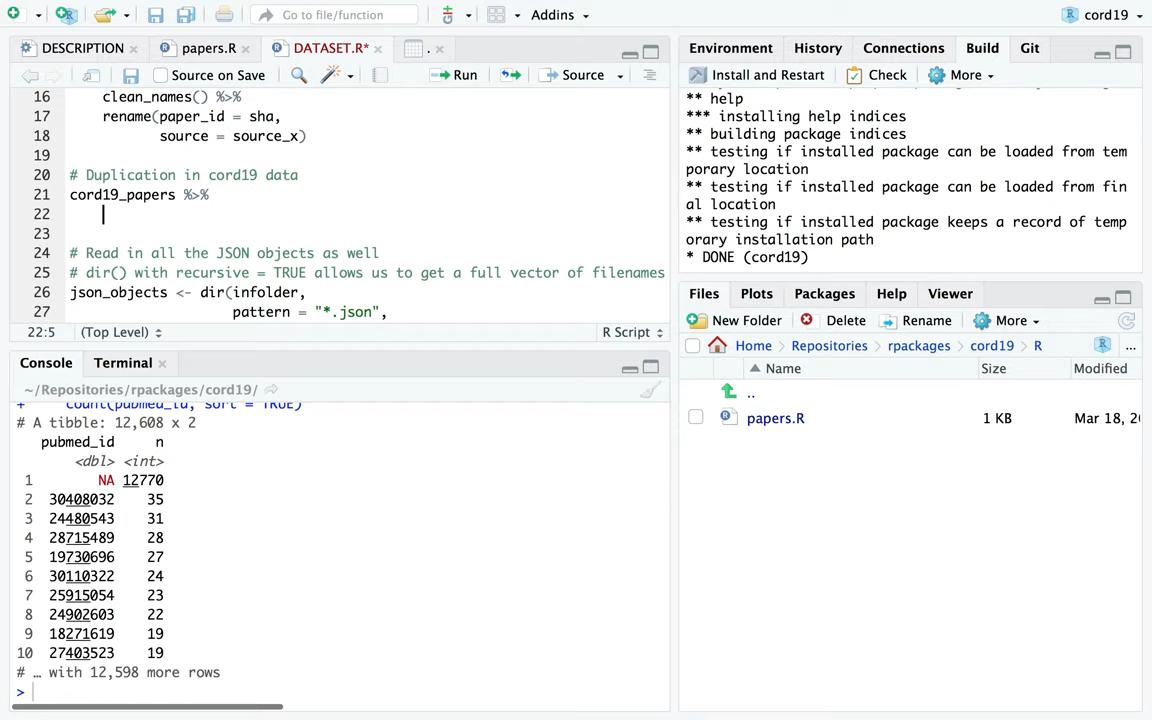 Go to file/function
Addins
cord19
DESCRIPTION
papers.R
DATASET.R*
.
Source on Save
Run
Source
16 clean_names() %>%
17 rename(paper_id = sha,
18 source = source_x)
19
20 # Duplication in cord19 data
21 cord19_papers %>%
22
23
24 # Read in all the JSON objects as well
25 # dir() with recursive = TRUE allows us to get a full vector of filenames
26 json_objects <- dir(infolder,
27 pattern = "*.json",
22:5 (Top Level) R Script
Console Terminal
~/Repositories/rpackages/cord19/
+ count(pubmed_id, sort = TRUE)
# A tibble: 12,608 x 2
pubmed_id n
<dbl> <int>
1 NA 12770
2 30408032 35
3 24480543 31
4 28715489 28
5 19730696 27
6 30110322 24
7 25915054 23
8 24902603 22
9 18271619 19
10 27403523 19
# … with 12,598 more rows
>
Environment History Connections Build Git
Install and Restart Check More
** help
*** installing help indices
** building package indices
** testing if installed package can be loaded from tem
porary location
** testing if installed package can be loaded from fin
al location
** testing if installed package keeps a record of temp
orary installation path
* DONE (cord19)
Files Plots Packages Help Viewer
New Folder Delete Rename More
Home Repositories rpackages cord19 R ...
Name Size Modified
..
papers.R 1 KB Mar 18, 20